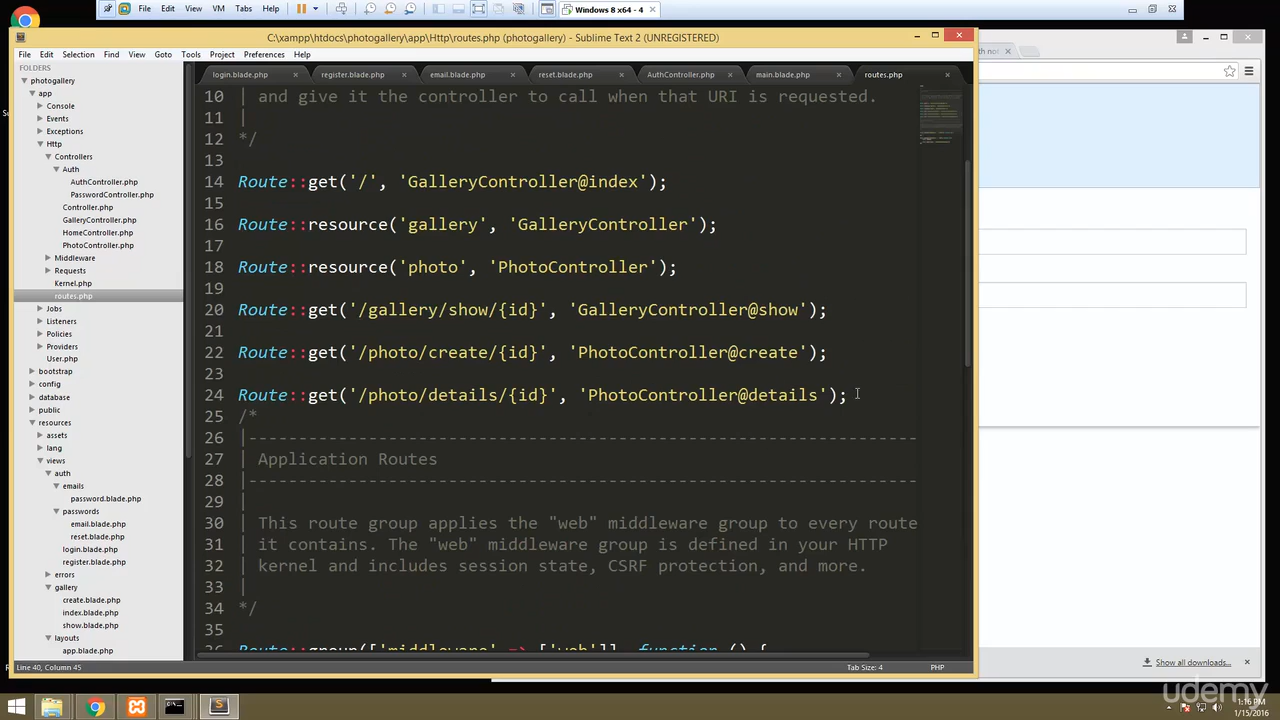 File Edit View VM Tabs Help
Windows 8 x64 - 4
C:\xampp\htdocs\photogallery\app\Http\routes.php (photogallery) - Sublime Text 2 (UNREGISTERED)
File Edit Selection Find View Goto Tools Project Preferences Help
FOLDERS
photogallery
app
Console
Events
Exceptions
Http
Controllers
Auth
AuthController.php
PasswordController.php
Controller.php
GalleryController.php
HomeController.php
PhotoController.php
Middleware
Requests
Kernel.php
routes.php
Jobs
Listeners
Policies
Providers
User.php
bootstrap
config
database
public
resources
assets
lang
views
auth
emails
password.blade.php
passwords
email.blade.php
reset.blade.php
login.blade.php
register.blade.php
errors
gallery
create.blade.php
index.blade.php
show.blade.php
layouts
app.blade.php
login.blade.php register.blade.php email.blade.php reset.blade.php AuthController.php main.blade.php routes.php
10 and give it the controller to call when that URI is requested.
11
12 */
13
14 Route::get('/', 'GalleryController@index');
15
16 Route::resource('gallery', 'GalleryController');
17
18 Route::resource('photo', 'PhotoController');
19
20 Route::get('/gallery/show/{id}', 'GalleryController@show');
21
22 Route::get('/photo/create/{id}', 'PhotoController@create');
23
24 Route::get('/photo/details/{id}', 'PhotoController@details');
25 /*
26 |--------------------------------------------------------------------------
27 | Application Routes
28 |--------------------------------------------------------------------------
29 |
30 | This route group applies the "web" middleware group to every route
31 | it contains. The "web" middleware group is defined in your HTTP
32 | kernel and includes session state, CSRF protection, and more.
33 |
34 */
35
36 Route::group(['middleware' => ['web']], function () {
Line 40, Column 45
Tab Size: 4
PHP
Show all downloads...
udemy
1:16 PM
1/15/2016